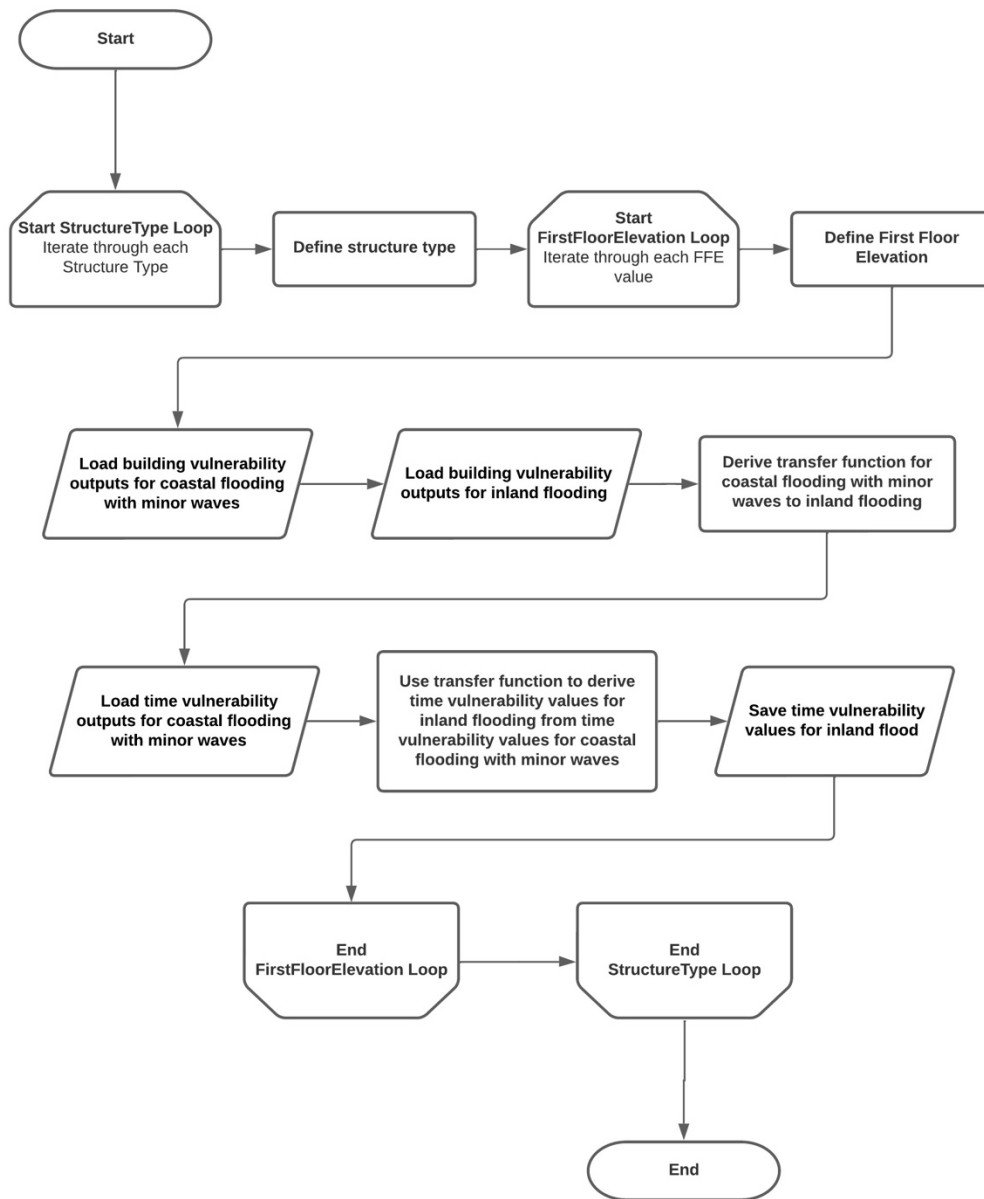 Start
Start StructureType Loop
Iterate through each
Structure Type
Define structure type
Start
FirstFloorElevation Loop
Iterate through each FFE
value
Define First Floor
Elevation
Load building vulnerability
outputs for coastal flooding
with minor waves
Load building vulnerability
outputs for inland flooding
Derive transfer function for
coastal flooding with minor
waves to inland flooding
Load time vulnerability
outputs for coastal flooding
with minor waves
Use transfer function to derive
time vulnerability values for
inland flooding from time
vulnerability values for coastal
flooding with minor waves
Save time vulnerability
values for inland flood
End
FirstFloorElevation Loop
End
StructureType Loop
End